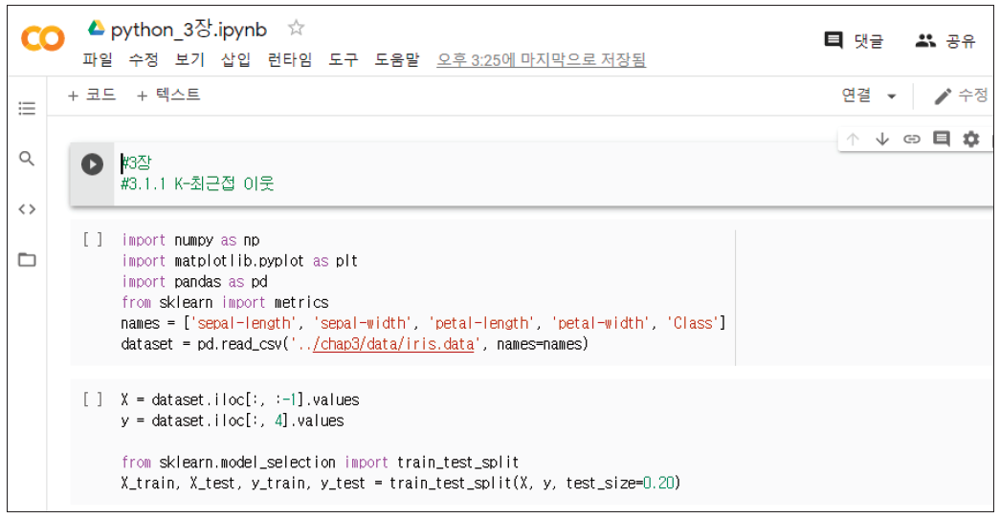 python_3장.ipynb
댓글 공유
파일 수정 보기 삽입 런타임 도구 도움말 오후 3:25에 마지막으로 저장됨
+ 코드 + 텍스트 연결 수정
#3장
#3.1.1 K-최근접 이웃
[ ] import numpy as np
import matplotlib.pyplot as plt
import pandas as pd
from sklearn import metrics
names = ['sepal-length', 'sepal-width', 'petal-length', 'petal-width', 'Class']
dataset = pd.read_csv('../chap3/data/iris.data', names=names)
[ ] X = dataset.iloc[:, :-1].values
y = dataset.iloc[:, 4].values
from sklearn.model_selection import train_test_split
X_train, X_test, y_train, y_test = train_test_split(X, y, test_size=0.20)